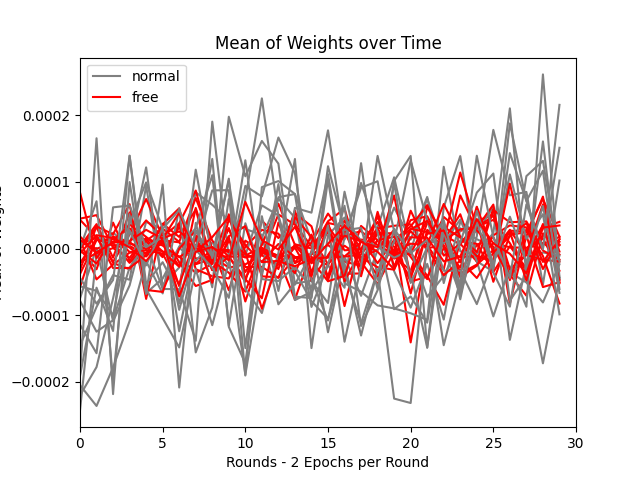 Mean of Weights over Time
normal
free
0.0002
0.0001
0.0000
−0.0001
−0.0002
0 5 10 15 20 25 30
Rounds - 2 Epochs per Round